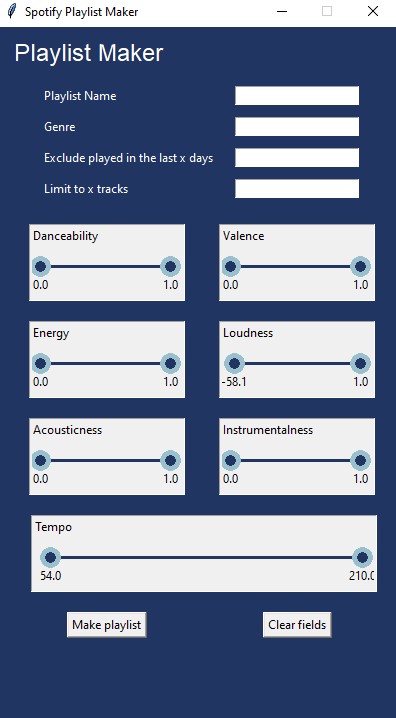 Spotify Playlist Maker
Playlist Maker
Playlist Name
Genre
Exclude played in the last x days
Limit to x tracks
Danceability
0.0 1.0
Valence
0.0 1.0
Energy
0.0 1.0
Loudness
-58.1 1.0
Acousticness
0.0 1.0
Instrumentalness
0.0 1.0
Tempo
54.0 210.0
Make playlist
Clear fields